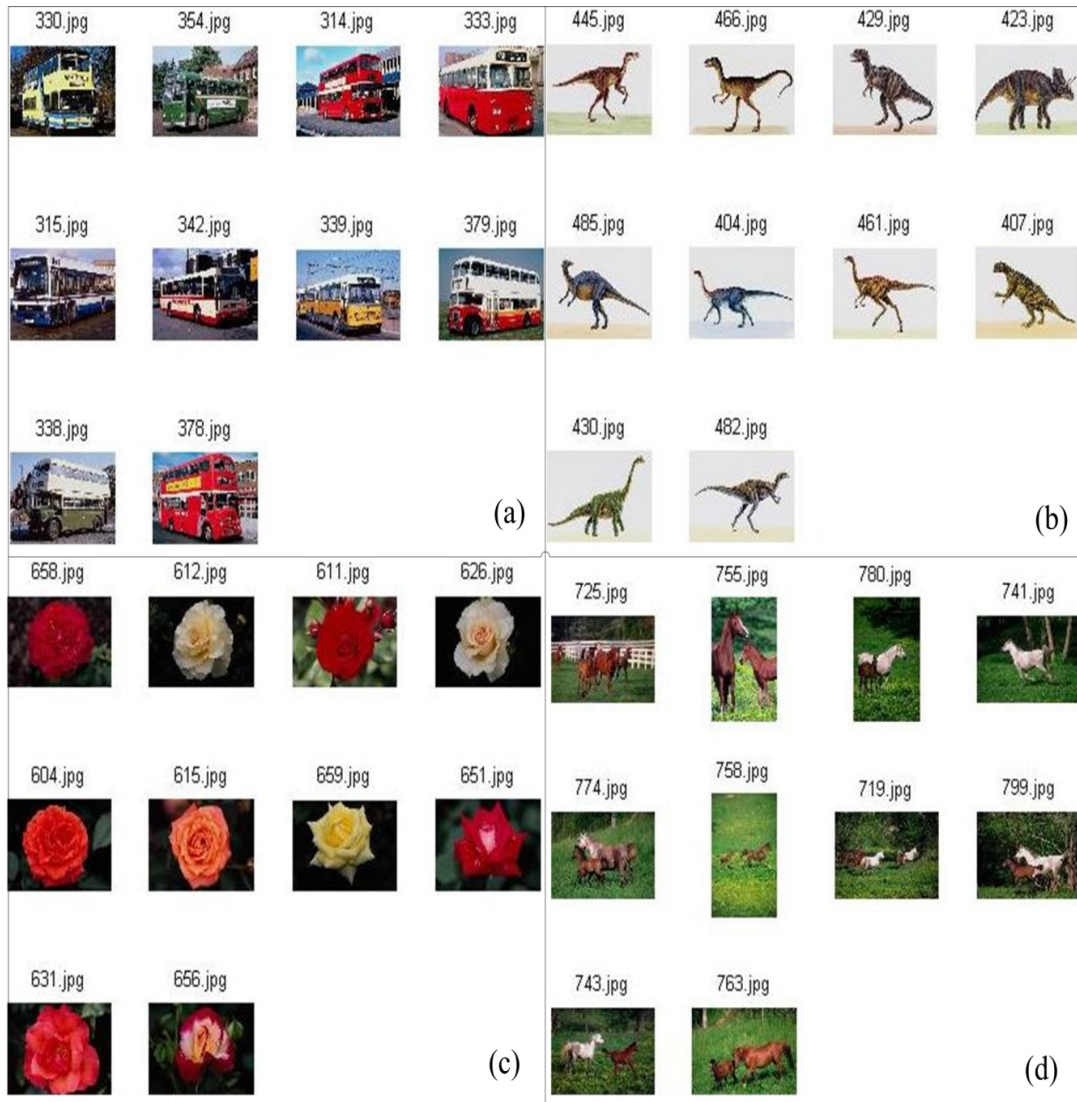 330.jpg 354.jpg 314.jpg 333.jpg
315.jpg 342.jpg 339.jpg 379.jpg
338.jpg 378.jpg
(a)
445.jpg 466.jpg 429.jpg 423.jpg
485.jpg 404.jpg 461.jpg 407.jpg
430.jpg 482.jpg
(b)
658.jpg 612.jpg 611.jpg 626.jpg
604.jpg 615.jpg 659.jpg 651.jpg
631.jpg 656.jpg
(c)
725.jpg 755.jpg 780.jpg 741.jpg
774.jpg 758.jpg 719.jpg 799.jpg
743.jpg 763.jpg
(d)